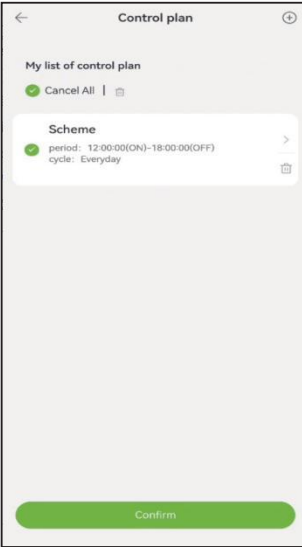 Control plan
My list of control plan
Cancel All |
Scheme
period: 12:00:00(ON)-18:00:00(OFF)
cycle: Everyday
Confirm